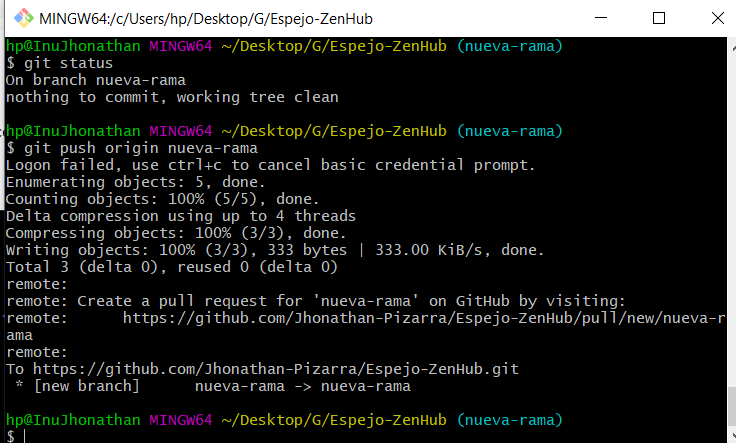 MINGW64:/c/Users/hp/Desktop/G/Espejo-ZenHub
hp@InuJhonathan MINGW64 ~/Desktop/G/Espejo-ZenHub (nueva-rama)
$ git status
On branch nueva-rama
nothing to commit, working tree clean
hp@InuJhonathan MINGW64 ~/Desktop/G/Espejo-ZenHub (nueva-rama)
$ git push origin nueva-rama
Logon failed, use ctrl+c to cancel basic credential prompt.
Enumerating objects: 5, done.
Counting objects: 100% (5/5), done.
Delta compression using up to 4 threads
Compressing objects: 100% (3/3), done.
Writing objects: 100% (3/3), 333 bytes | 333.00 KiB/s, done.
Total 3 (delta 0), reused 0 (delta 0)
remote:
remote: Create a pull request for 'nueva-rama' on GitHub by visiting:
remote:      https://github.com/Jhonathan-Pizarra/Espejo-ZenHub/pull/new/nueva-r
ama
remote:
To https://github.com/Jhonathan-Pizarra/Espejo-ZenHub.git
 * [new branch]      nueva-rama -> nueva-rama
hp@InuJhonathan MINGW64 ~/Desktop/G/Espejo-ZenHub (nueva-rama)
$